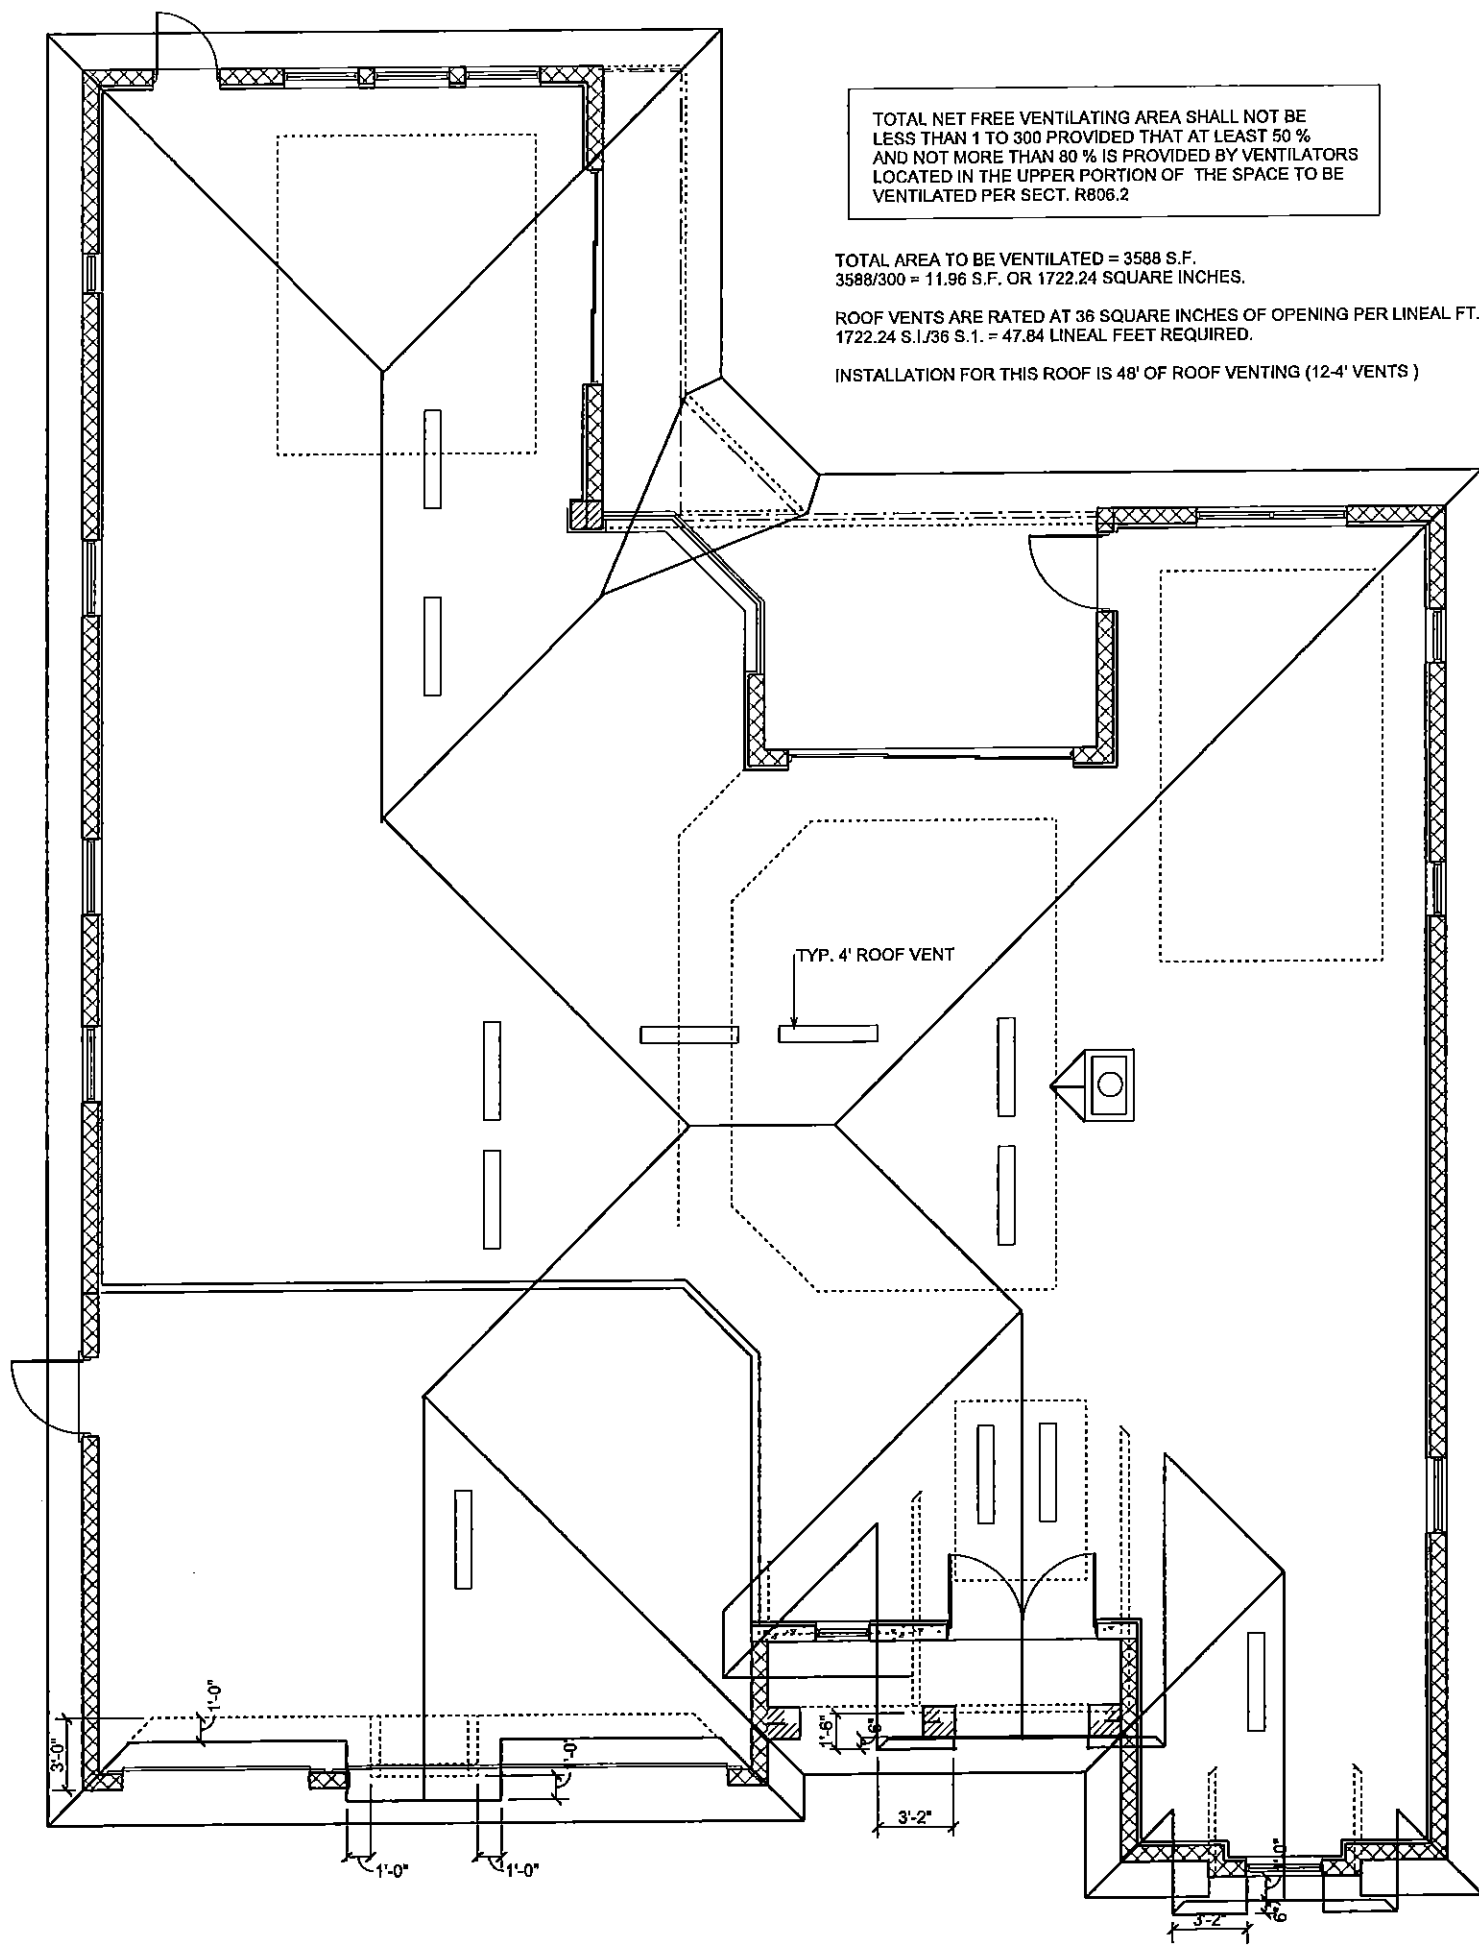 TOTAL NET FREE VENTILATING AREA SHALL NOT BE
LESS THAN 1 TO 300 PROVIDED THAT AT LEAST 50 %
AND NOT MORE THAN 80 % IS PROVIDED BY VENTILATORS
LOCATED IN THE UPPER PORTION OF THE SPACE TO BE
VENTILATED PER SECT. R806.2
TOTAL AREA TO BE VENTILATED = 3588 S.F.
3588/300 = 11.96 S.F. OR 1722.24 SQUARE INCHES.
ROOF VENTS ARE RATED AT 36 SQUARE INCHES OF OPENING PER LINEAL FT.
1722.24 S.I./36 S.1. = 47.84 LINEAL FEET REQUIRED.
INSTALLATION FOR THIS ROOF IS 48' OF ROOF VENTING (12-4' VENTS )
TYP. 4' ROOF VENT
1'-0"
3'-0"
1'-6"
6"
1'-0"
3'-2"
1'-0"
1'-0"
1'-0"
6"
3'-2"